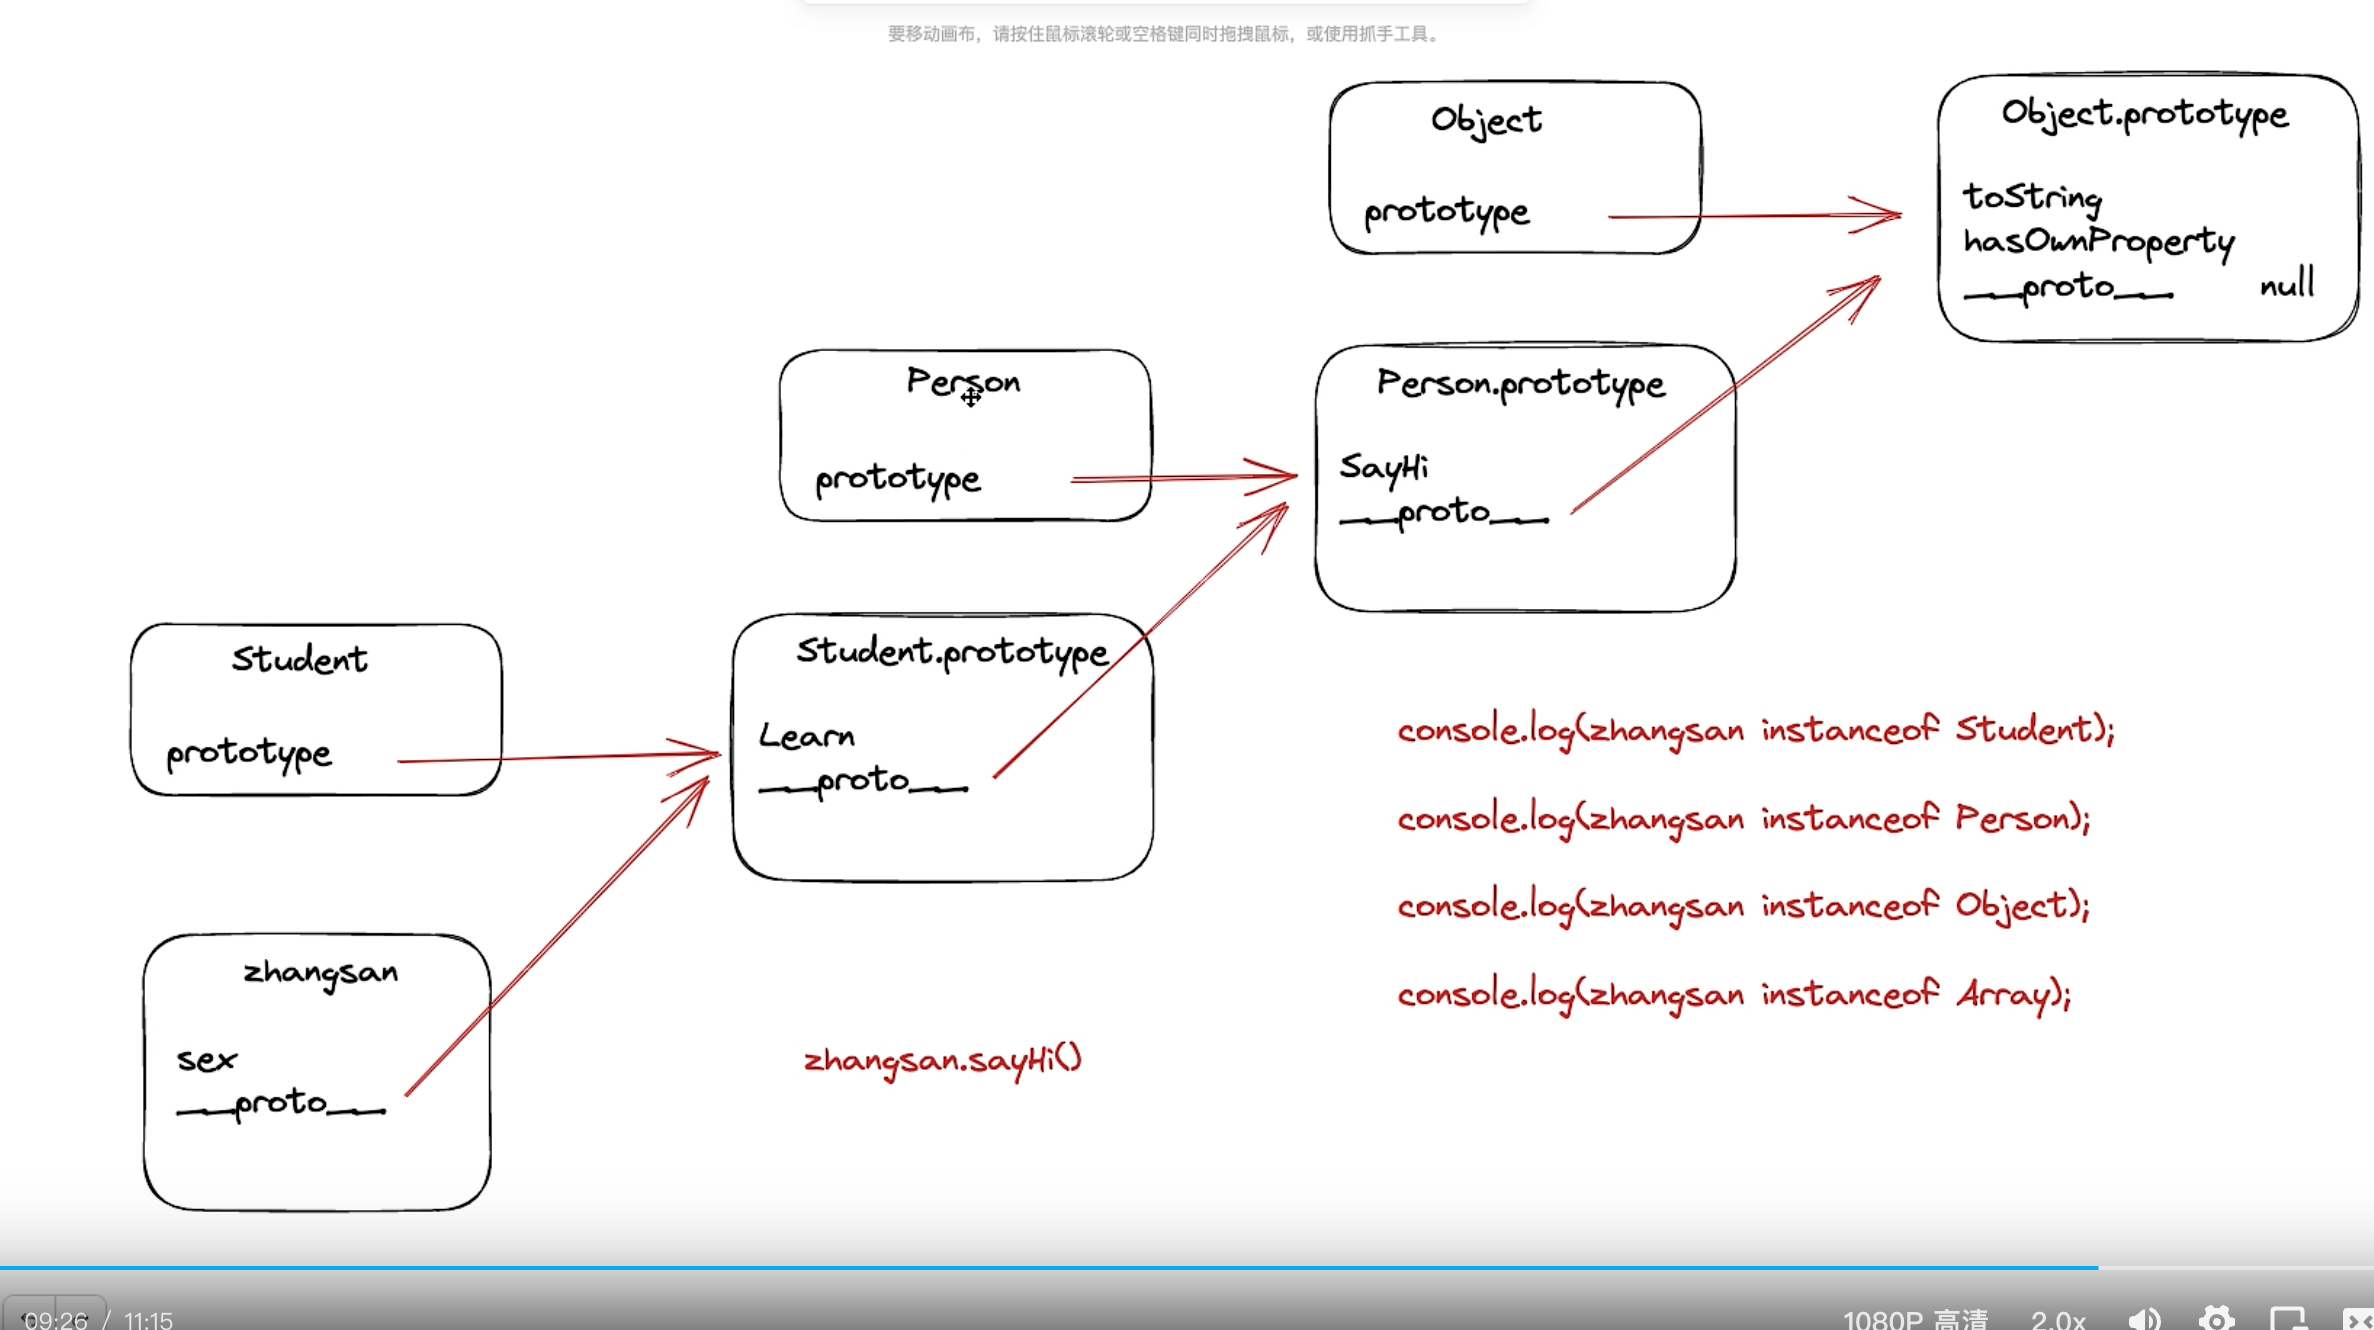 要移动画布，请按住鼠标滚轮或空格键同时拖拽鼠标，或使用抓手工具。
Object
prototype
Object.prototype
toString
hasOwnProperty
__proto__ null
Person
prototype
Person.prototype
SayHi
__proto__
Student
prototype
Student.prototype
Learn
__proto__
zhangsan
sex
__proto__
zhangsan.sayHi()
console.log(zhangsan instanceof Student);
console.log(zhangsan instanceof Person);
console.log(zhangsan instanceof Object);
console.log(zhangsan instanceof Array);
09:26 / 11:15
1080P 高清
2.0x